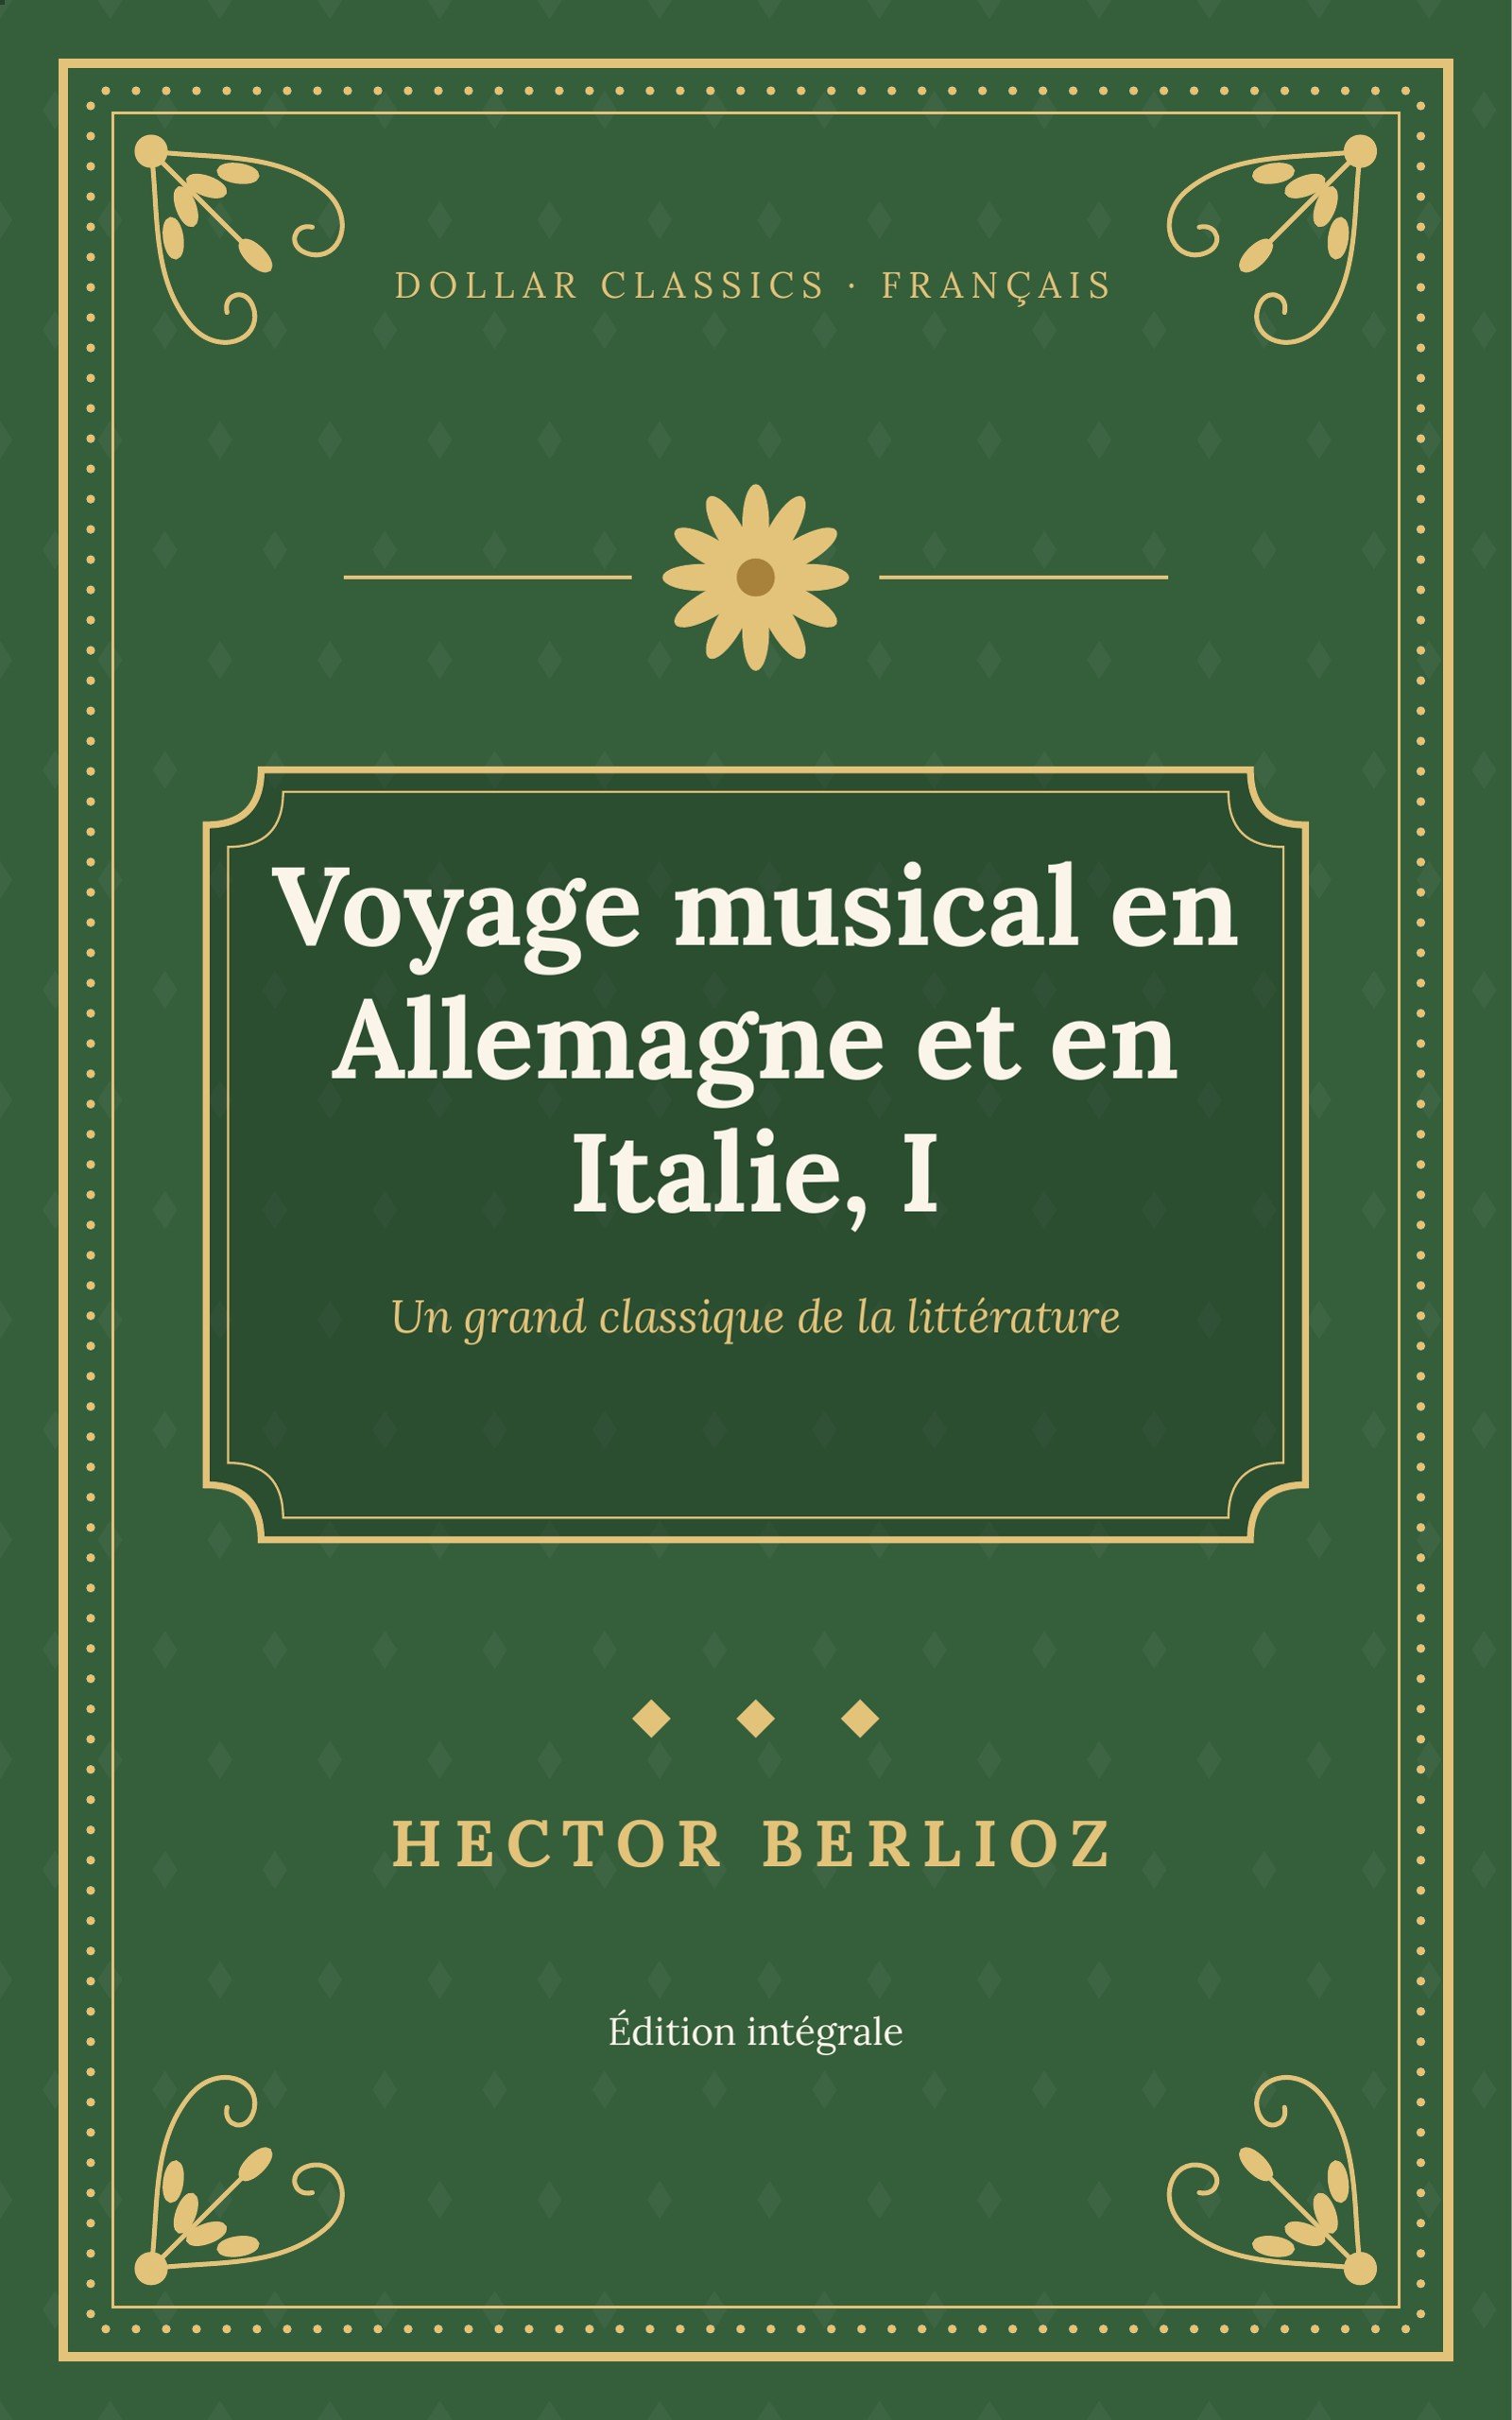 DOLLAR CLASSICS · FRANÇAIS
Voyage musical en
Allemagne et en
Italie, I
Un grand classique de la littérature
HECTOR BERLIOZ
Édition intégrale